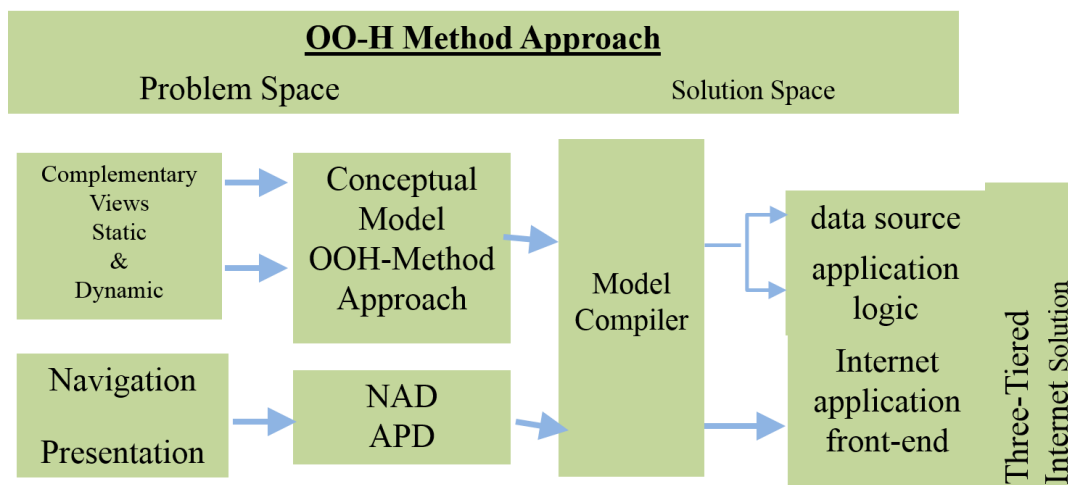 OO-H Method Approach
Problem Space
Solution Space
Complementary
Views
Static
&
Dynamic
Conceptual
Model
OOH-Method
Approach
Model
Compiler
data source
application
logic
Navigation
Presentation
NAD
APD
Internet
application
front-end
Three-Tiered
Internet Solution